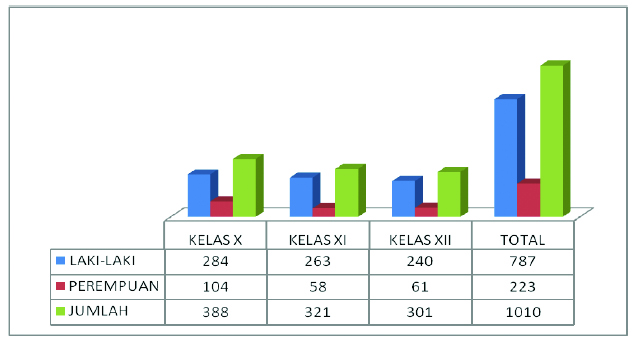 KELAS X KELAS XI KELAS XII TOTAL
LAKI-LAKI 284 263 240 787
PEREMPUAN 104 58 61 223
JUMLAH 388 321 301 1010